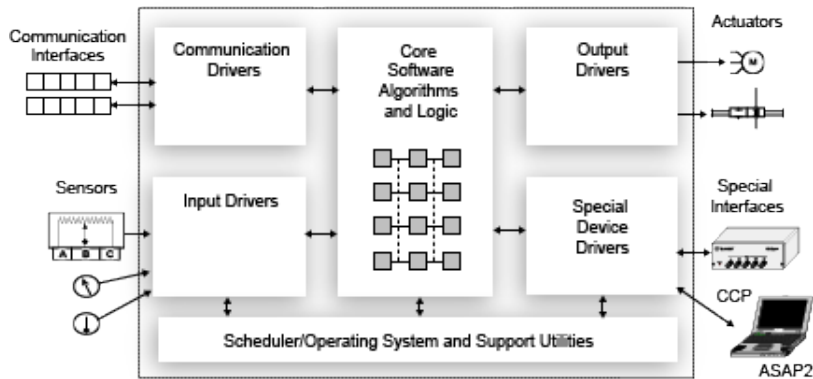 Communication
Interfaces
Communication
Drivers
Core
Software
Algorithms
and Logic
Output
Drivers
Actuators
M
Sensors
A B C
Input Drivers
Special
Device
Drivers
Special
Interfaces
CCP
ASAP2
Scheduler/Operating System and Support Utilities